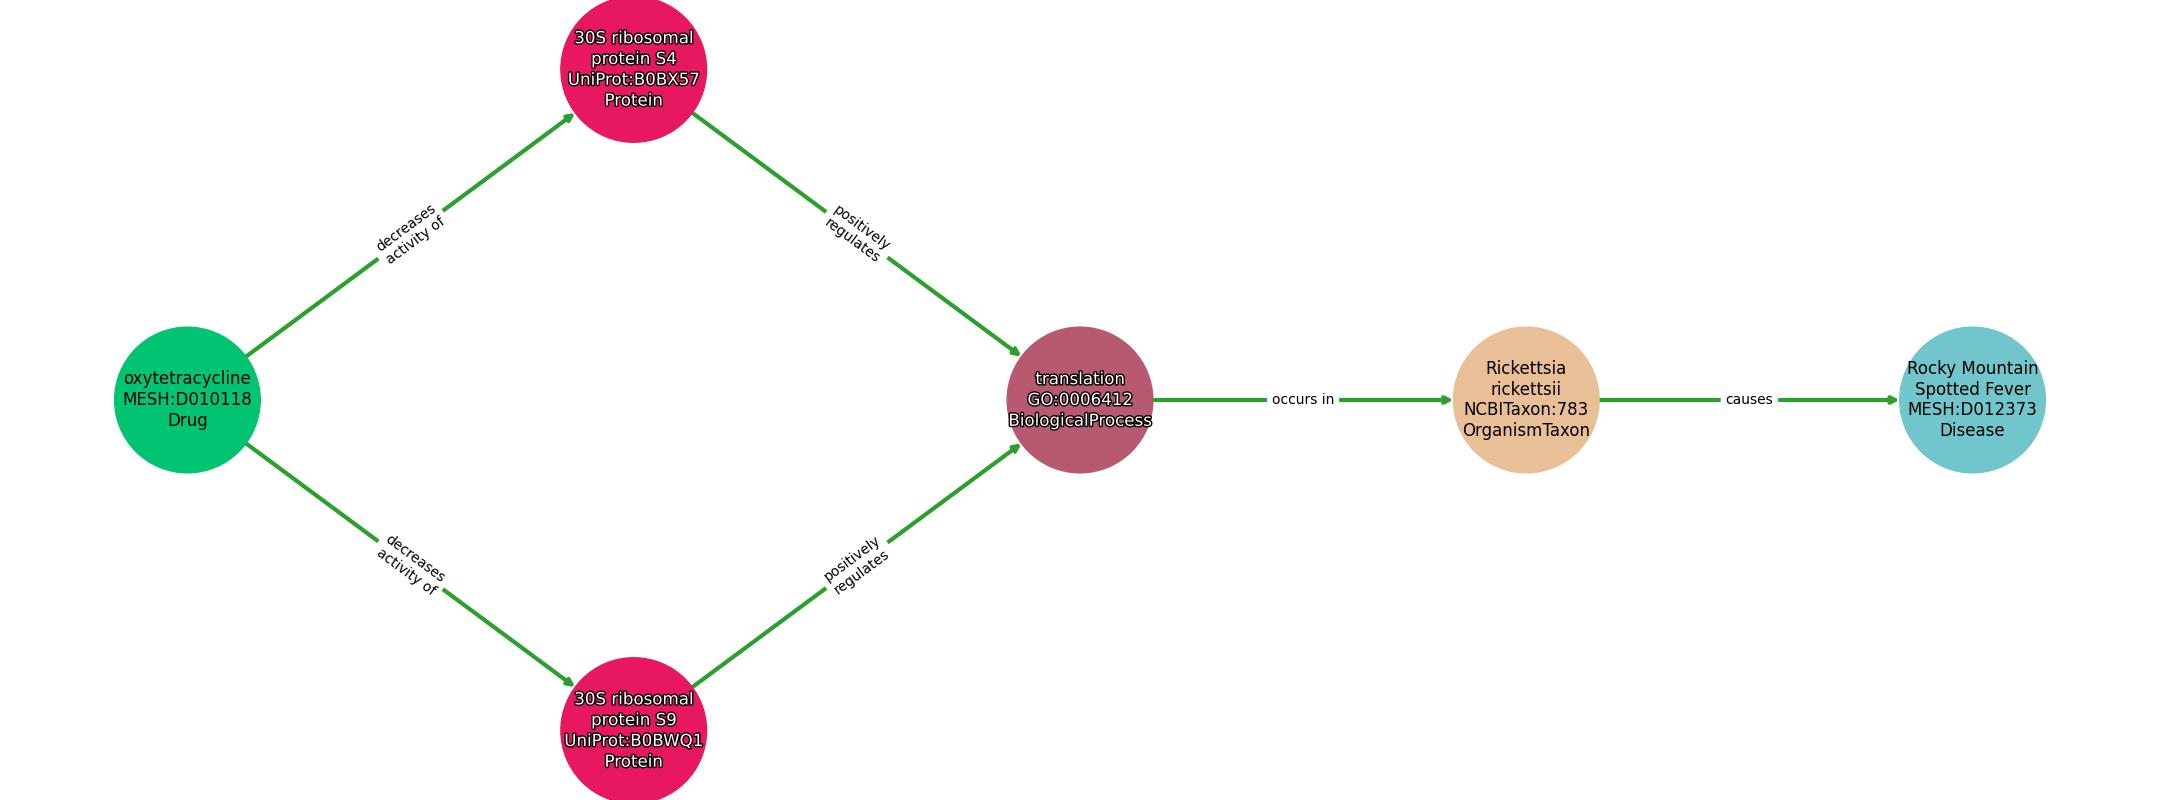 30S ribosomal
protein S4
UniProt:B0BX57
Protein
decreases
activity of
positively
regulates
oxytetracycline
MESH:D010118
Drug
translation
GO:0006412
BiologicalProcess
occurs in
Rickettsia
rickettsii
NCBITaxon:783
OrganismTaxon
causes
Rocky Mountain
Spotted Fever
MESH:D012373
Disease
decreases
activity of
positively
regulates
30S ribosomal
protein S9
UniProt:B0BWQ1
Protein